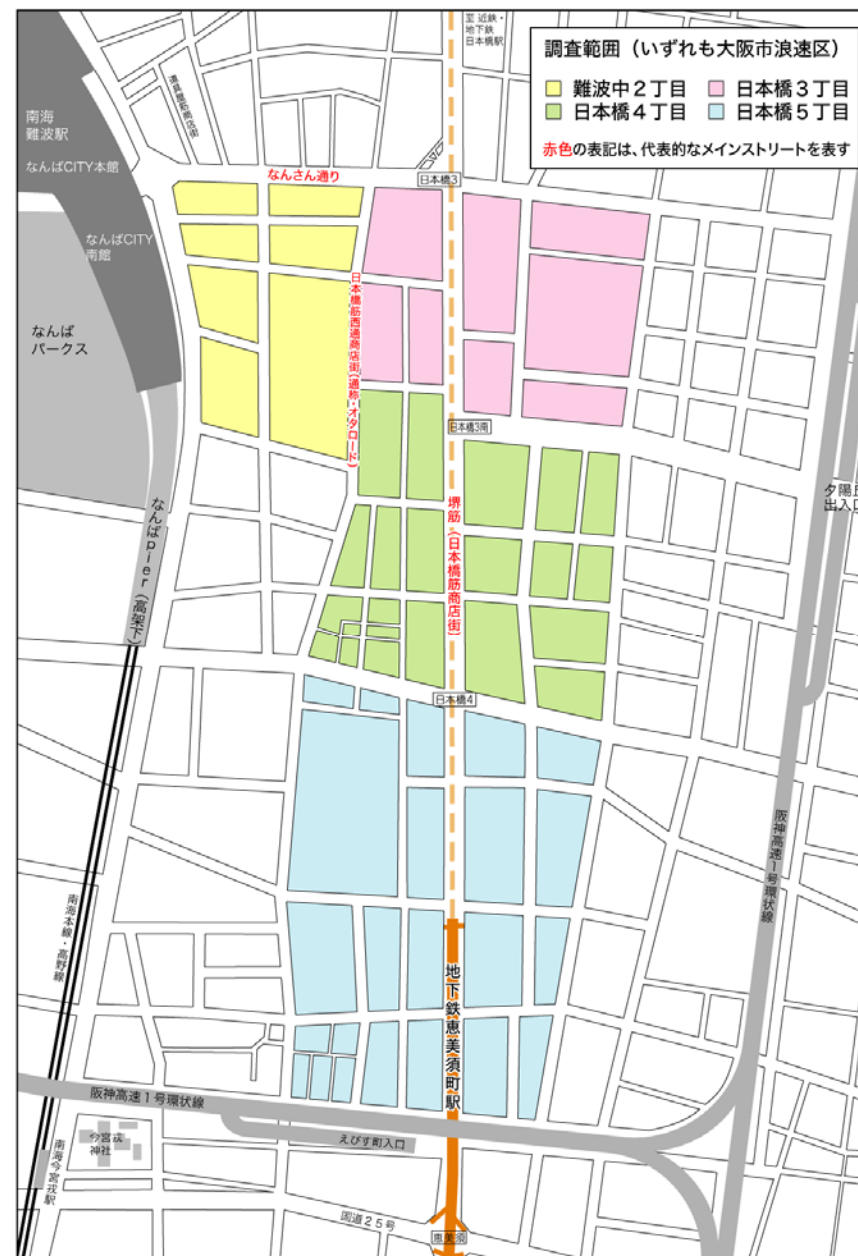 至 近鉄・
地下鉄
日本橋駅
調査範囲（いずれも大阪市浪速区）
難波中２丁目
日本橋３丁目
日本橋４丁目
日本橋５丁目
赤色の表記は、代表的なメインストリートを表す
道具屋筋商店街
南海
難波駅
なんばCITY本館
なんさん通り
日本橋3
なんばCITY
南館
日本橋筋西通商店街(通称・オタロード)
なんば
パークス
日本橋3南
夕陽丘
出入口
なんばpier(高架下)
堺筋（日本橋筋商店街）
日本橋4
阪神高速1号環状線
南海本線・高野線
地下鉄恵美須町駅
阪神高速1号環状線
今宮戎
神社
えびす町入口
南海今宮戎駅
国道２５号
恵美須